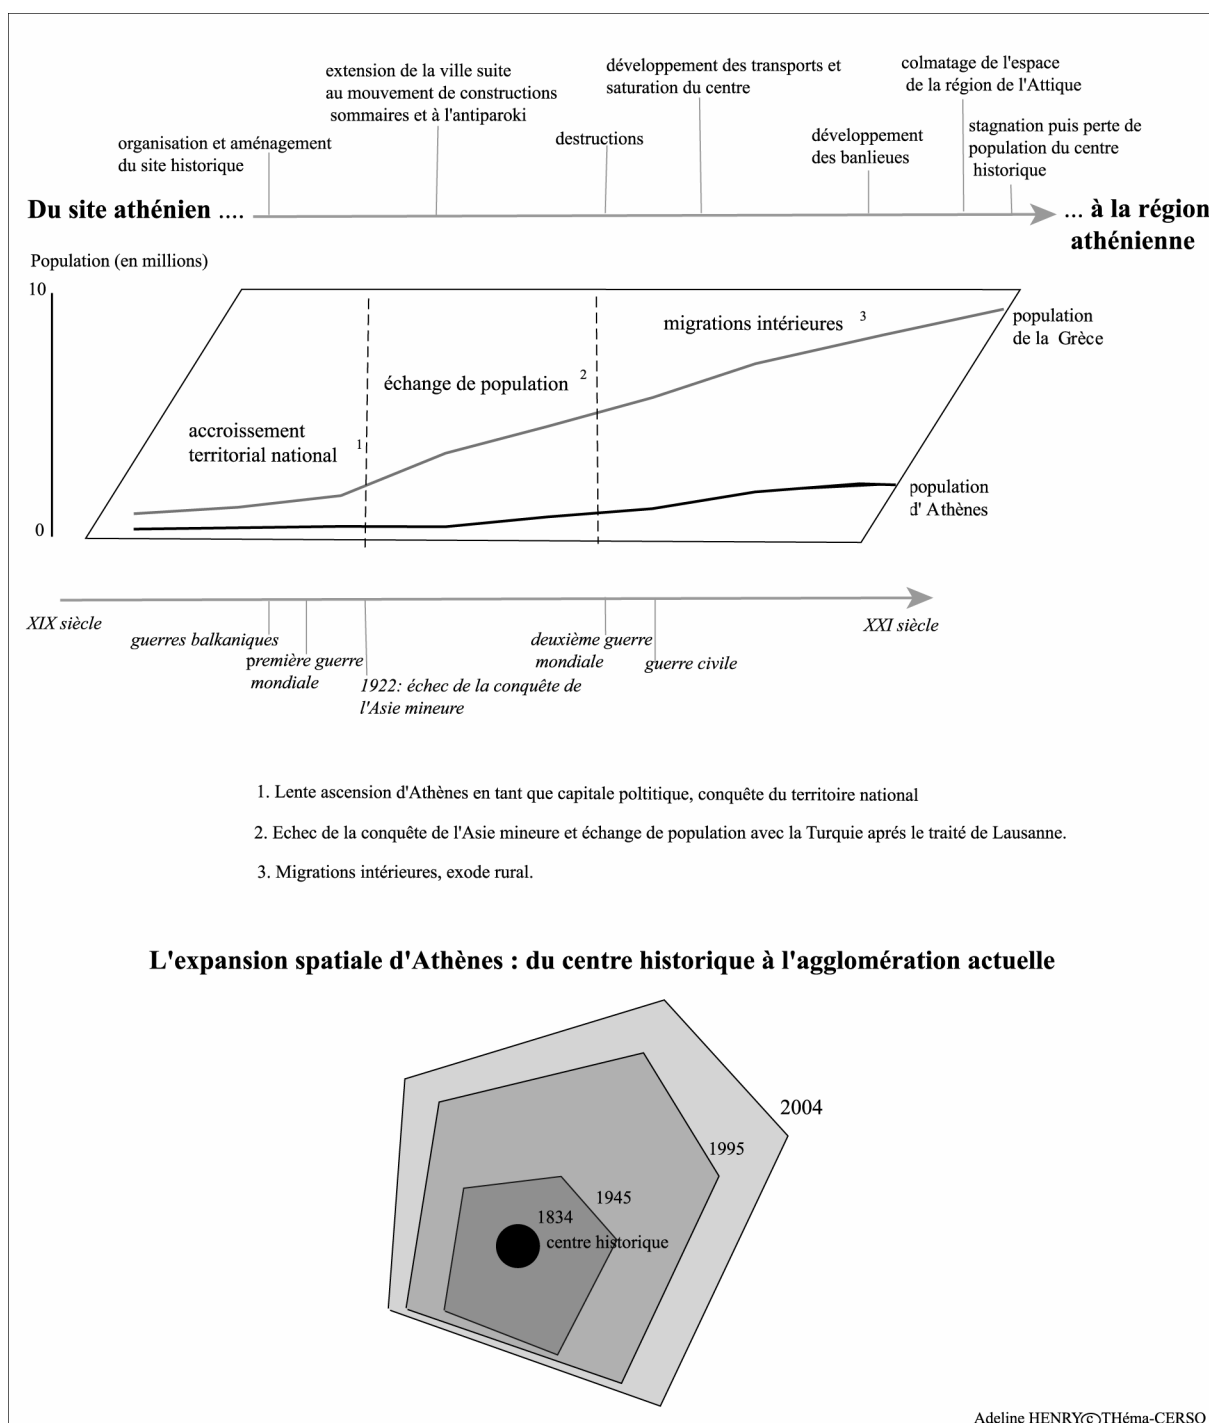 extension de la ville suite
au mouvement de constructions
sommaires et à l'antiparoki
développement des transports et
saturation du centre
colmatage de l'espace
de la région de l'Attique
organisation et aménagement
du site historique
destructions
développement
des banlieues
stagnation puis perte de
population du centre
historique
Du site athénien ....
... à la région
athénienne
Population (en millions)
10
0
migrations intérieures 3
population
de la Grèce
échange de population 2
accroissement
territorial national 1
population
d' Athènes
XIX siècle
XXI siècle
guerres balkaniques
première guerre
mondiale
1922: échec de la conquête de
l'Asie mineure
deuxième guerre
mondiale
guerre civile
1. Lente ascension d'Athènes en tant que capitale poltitique, conquête du territoire national
2. Echec de la conquête de l'Asie mineure et échange de population avec la Turquie aprés le traité de Lausanne.
3. Migrations intérieures, exode rural.
L'expansion spatiale d'Athènes : du centre historique à l'agglomération actuelle
2004
1995
1945
1834
centre historique
Adeline HENRY©THéma-CERSO